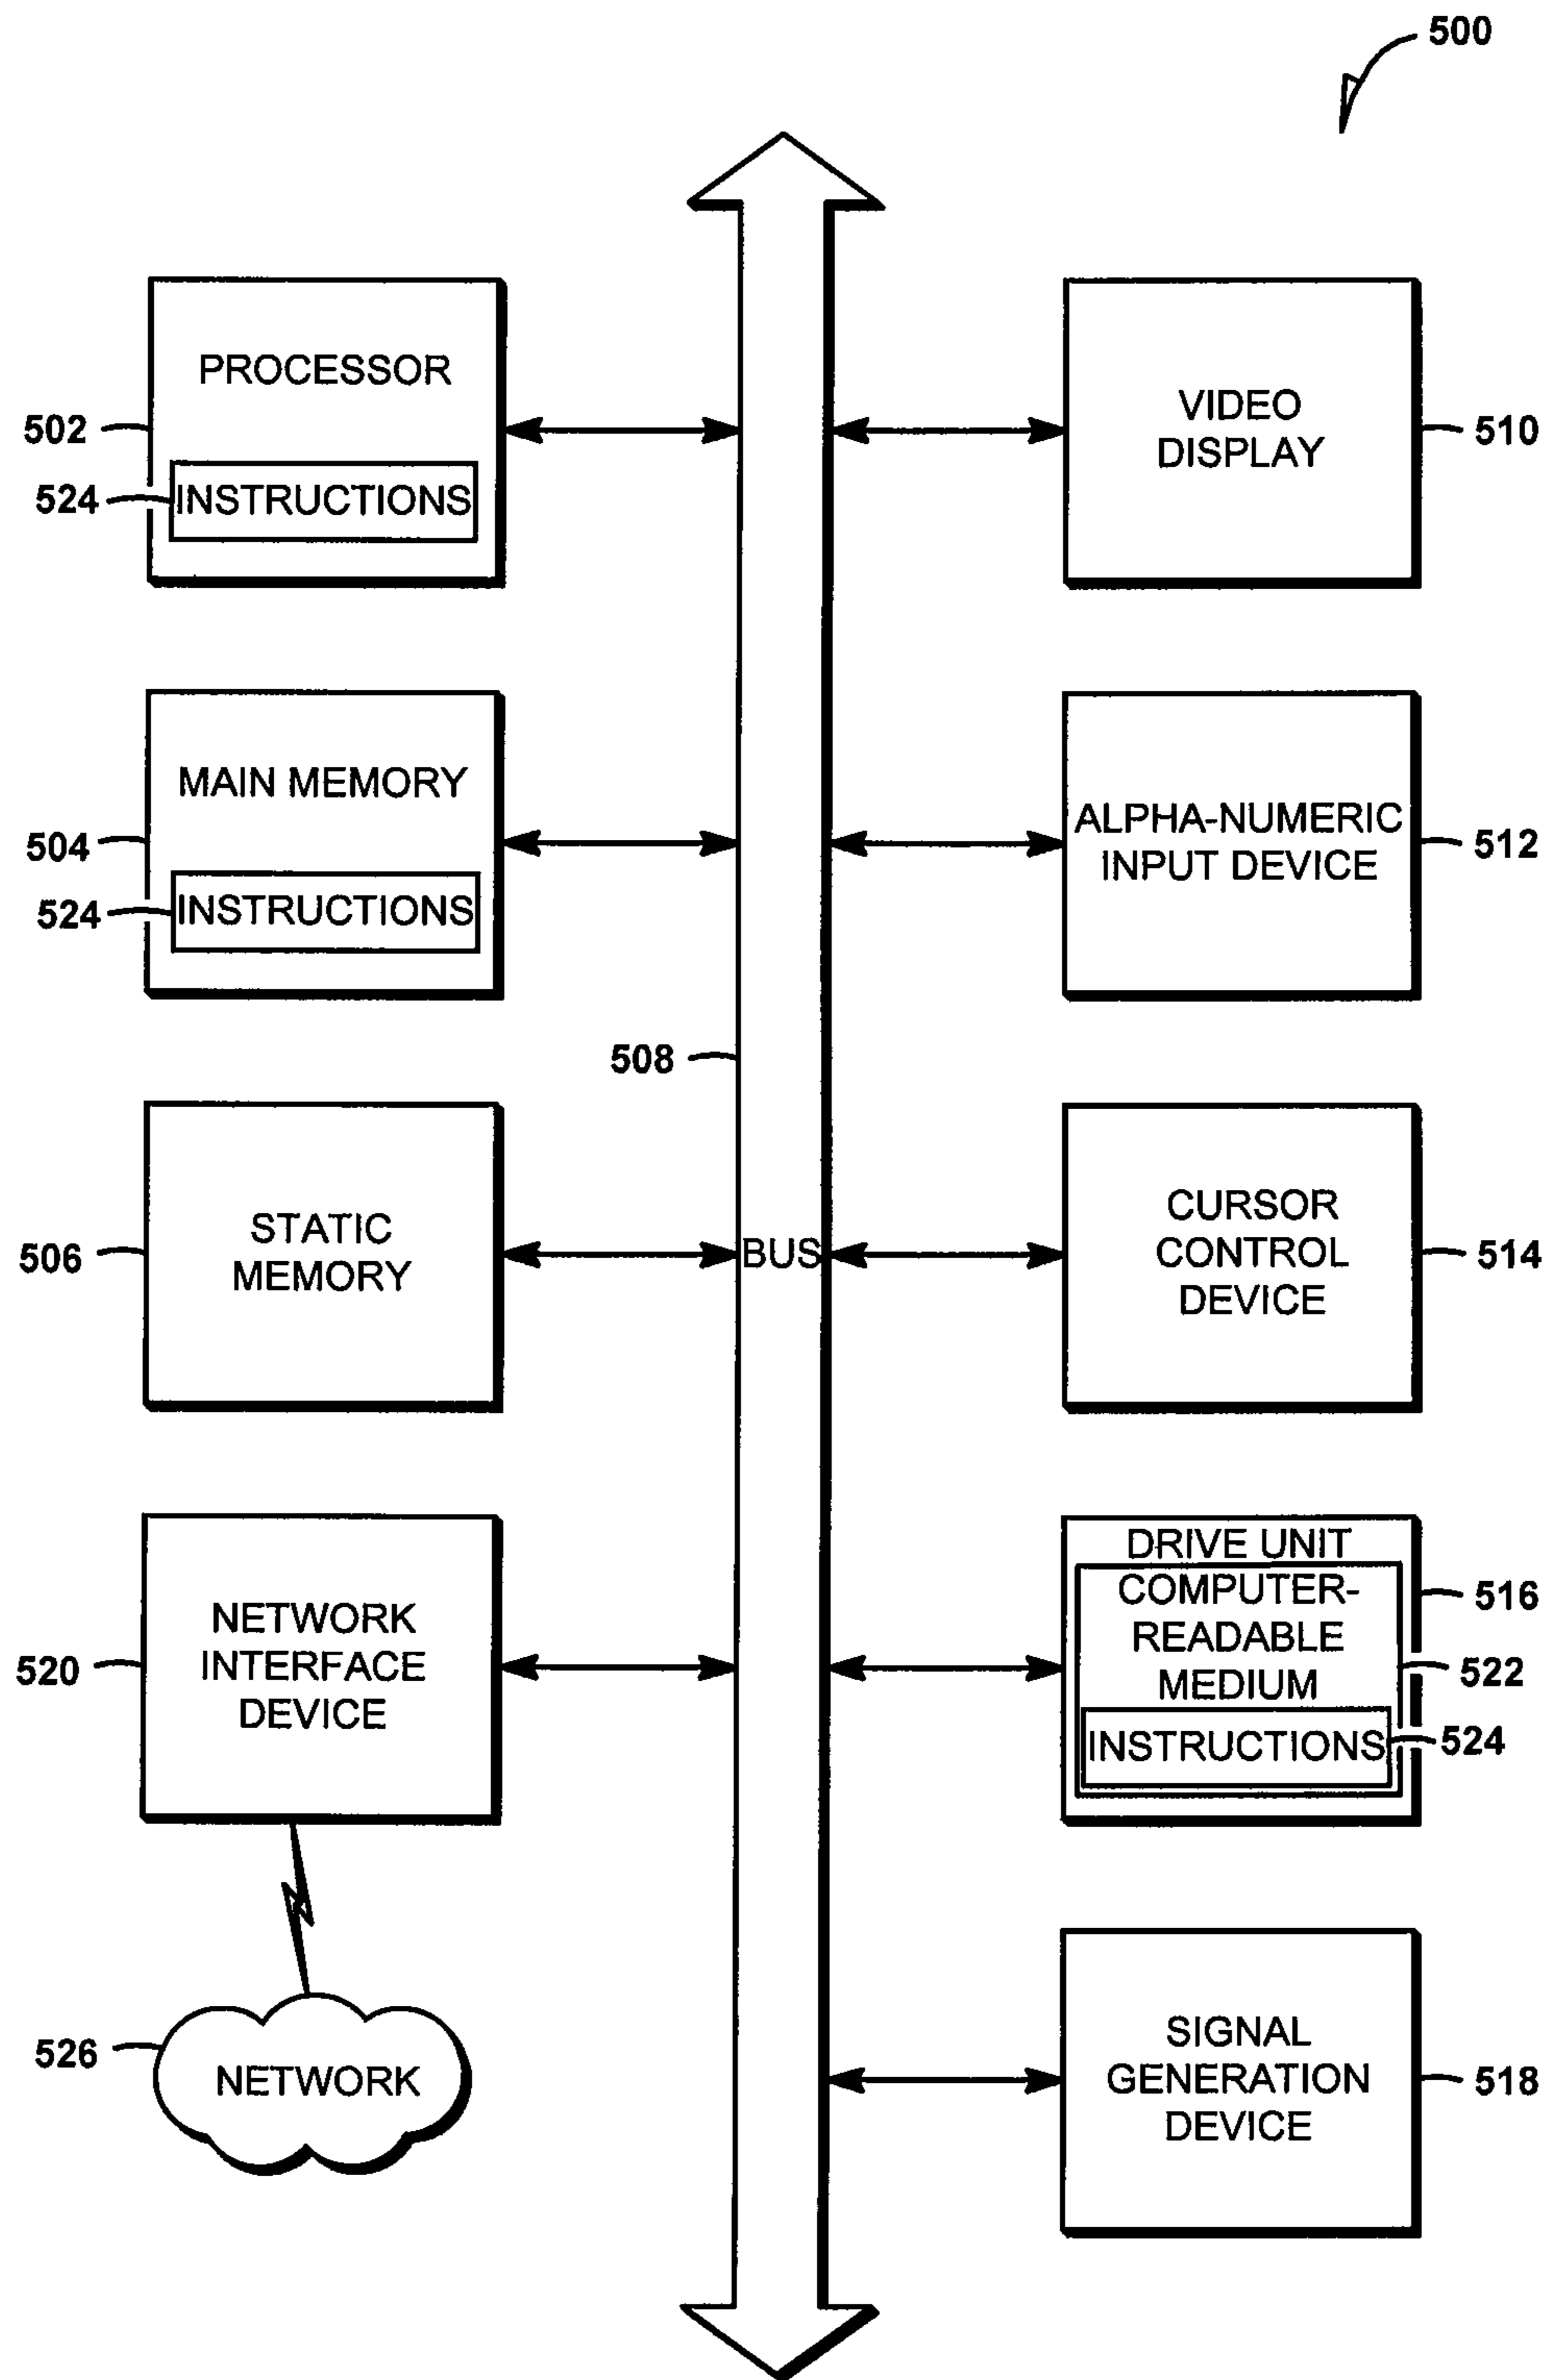 500
PROCESSOR
502
524
INSTRUCTIONS
VIDEO
DISPLAY
510
MAIN MEMORY
504
524
INSTRUCTIONS
ALPHA-NUMERIC
INPUT DEVICE
512
508
STATIC
MEMORY
506
BUS
CURSOR
CONTROL
DEVICE
514
NETWORK
INTERFACE
DEVICE
520
DRIVE UNIT
COMPUTER-
READABLE
MEDIUM
INSTRUCTIONS
516
522
524
526
NETWORK
SIGNAL
GENERATION
DEVICE
518